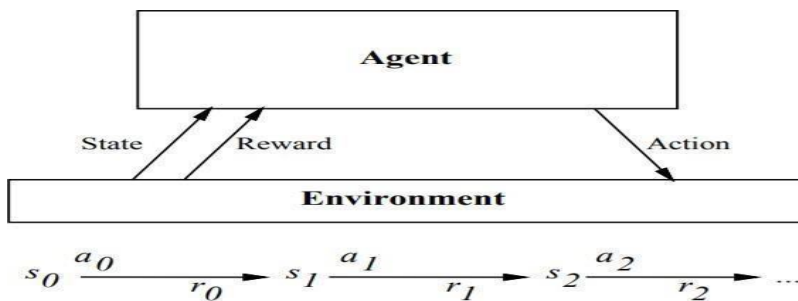 Agent
State Reward Action
Environment
s0 a0 r0 s1 a1 r1 s2 a2 r2 ...